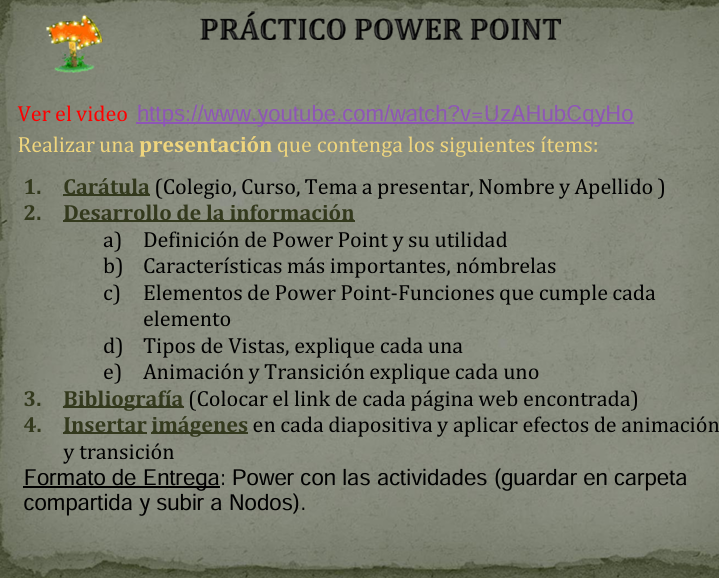 PRÁCTICO POWER POINT
Ver el video https://www.youtube.com/watch?v=UzAHubCqyHo
Realizar una presentación que contenga los siguientes ítems:
1. Carátula (Colegio, Curso, Tema a presentar, Nombre y Apellido )
2. Desarrollo de la información
a) Definición de Power Point y su utilidad
b) Características más importantes, nómbrelas
c) Elementos de Power Point-Funciones que cumple cada
elemento
d) Tipos de Vistas, explique cada una
e) Animación y Transición explique cada uno
3. Bibliografía (Colocar el link de cada página web encontrada)
4. Insertar imágenes en cada diapositiva y aplicar efectos de animación
y transición
Formato de Entrega: Power con las actividades (guardar en carpeta
compartida y subir a Nodos).